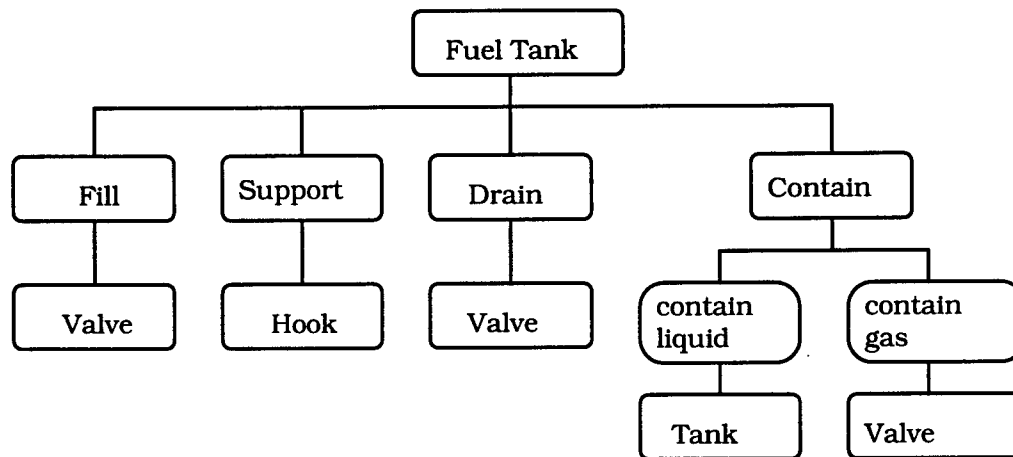 Fuel Tank
Fill
Support
Drain
Contain
Valve
Hook
Valve
contain
liquid
contain
gas
Tank
Valve